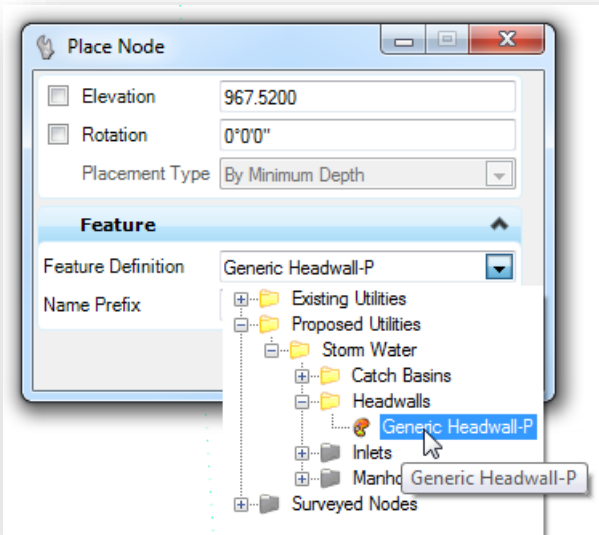 Place Node
Elevation 967.5200
Rotation 0°0'0"
Placement Type By Minimum Depth
Feature
Feature Definition Generic Headwall-P
Name Prefix
Existing Utilities
Proposed Utilities
Storm Water
Catch Basins
Headwalls
Generic Headwall-P
Inlets
Generic Headwall-P
Surveyed Nodes